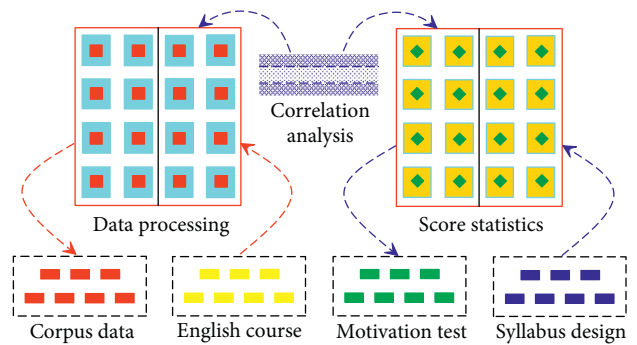 Correlation
analysis
Data processing
Score statistics
Corpus data
English course
Motivation test
Syllabus design